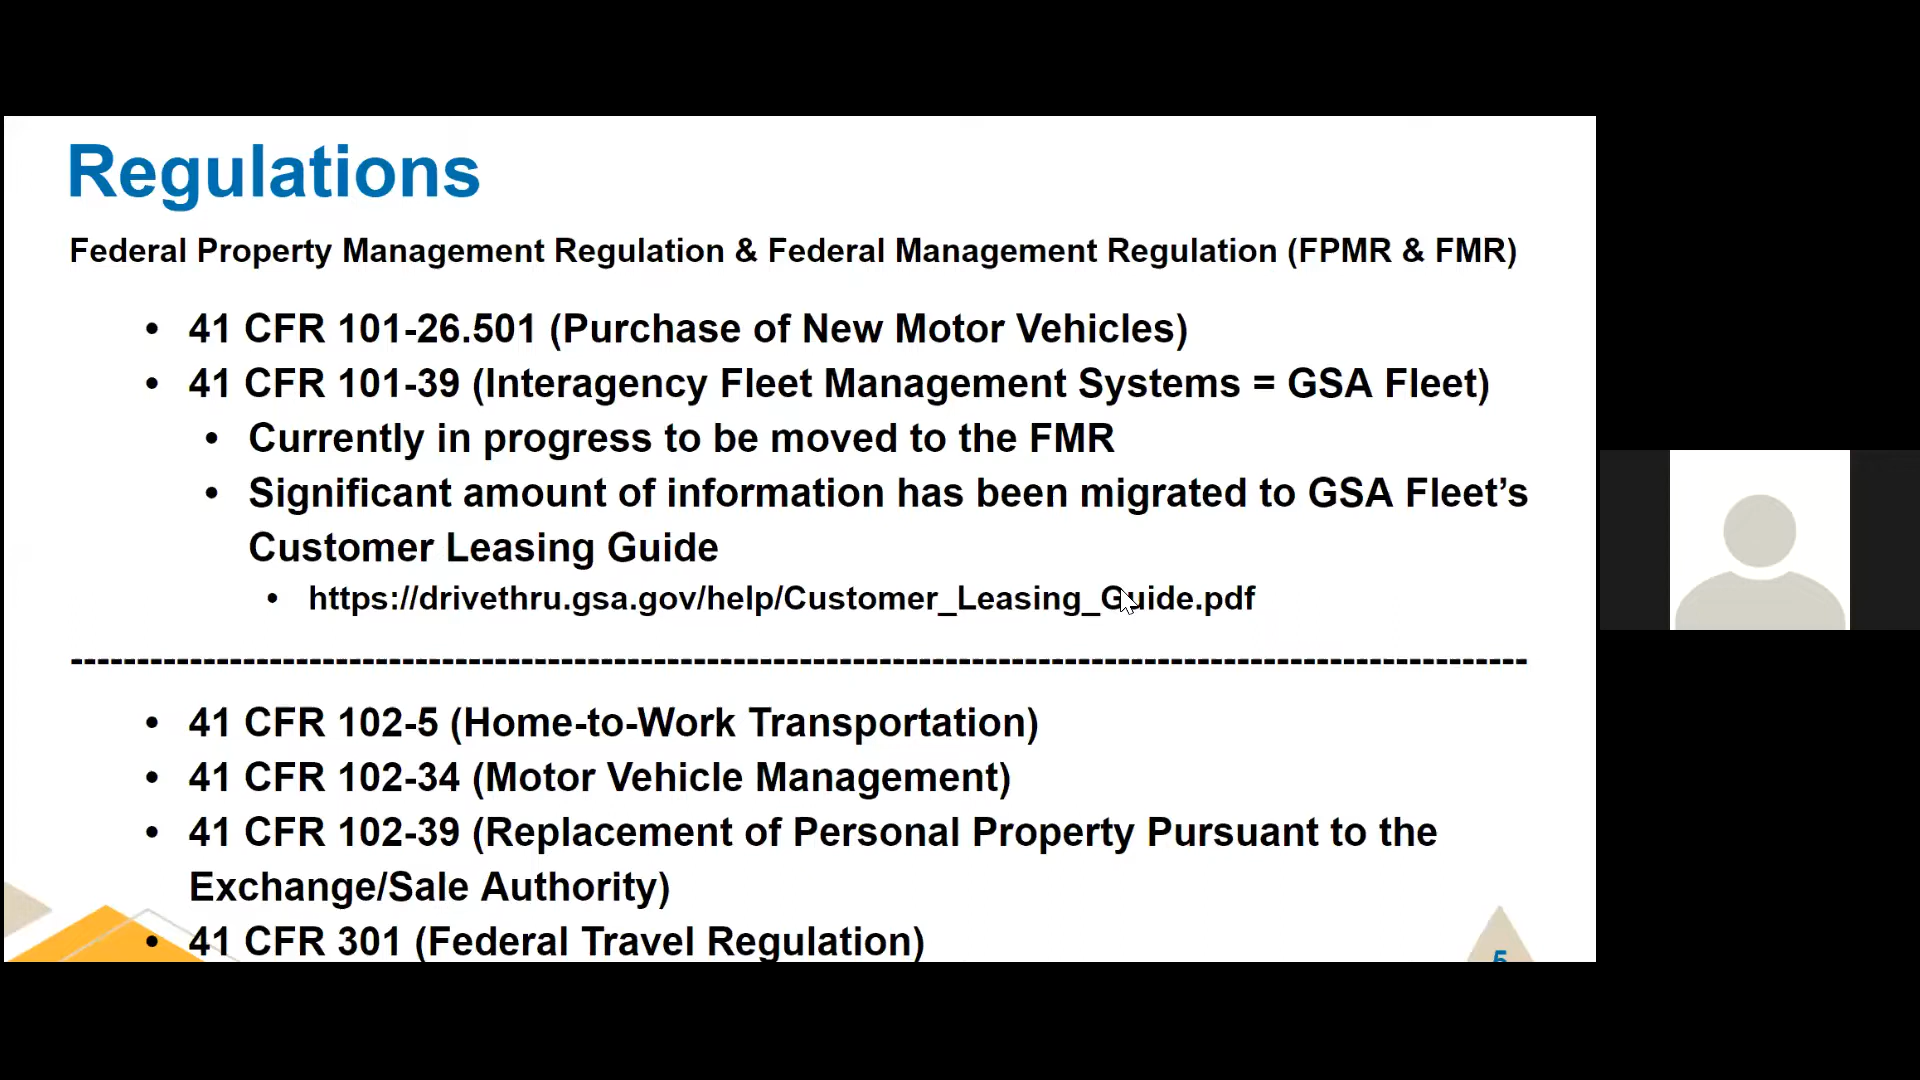 Regulations
Federal Property Management Regulation & Federal Management Regulation (FPMR & FMR)
• 41 CFR 101-26.501 (Purchase of New Motor Vehicles)
• 41 CFR 101-39 (Interagency Fleet Management Systems = GSA Fleet)
• Currently in progress to be moved to the FMR
• Significant amount of information has been migrated to GSA Fleet’s
Customer Leasing Guide
• https://drivethru.gsa.gov/help/Customer_Leasing_Guide.pdf
• 41 CFR 102-5 (Home-to-Work Transportation)
• 41 CFR 102-34 (Motor Vehicle Management)
• 41 CFR 102-39 (Replacement of Personal Property Pursuant to the
Exchange/Sale Authority)
• 41 CFR 301 (Federal Travel Regulation)
5